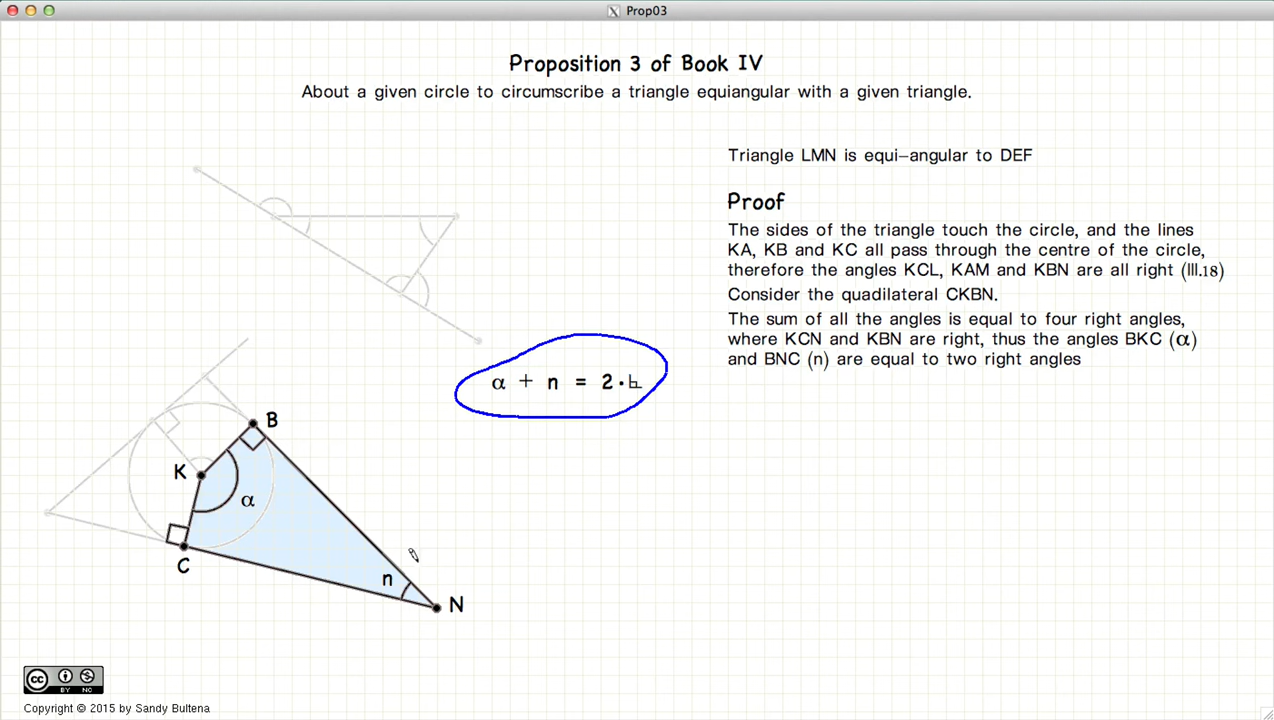 Prop03
Proposition 3 of Book IV
About a given circle to circumscribe a triangle equiangular with a given triangle.
Triangle LMN is equi-angular to DEF
Proof
The sides of the triangle touch the circle, and the lines
KA, KB and KC all pass through the centre of the circle,
therefore the angles KCL, KAM and KBN are all right (III.18)
Consider the quadilateral CKBN.
The sum of all the angles is equal to four right angles,
where KCN and KBN are right, thus the angles BKC (α)
and BNC (n) are equal to two right angles
α + n = 2·⊾
B
K
α
C
n
N
cc
BY NC
Copyright © 2015 by Sandy Bultena